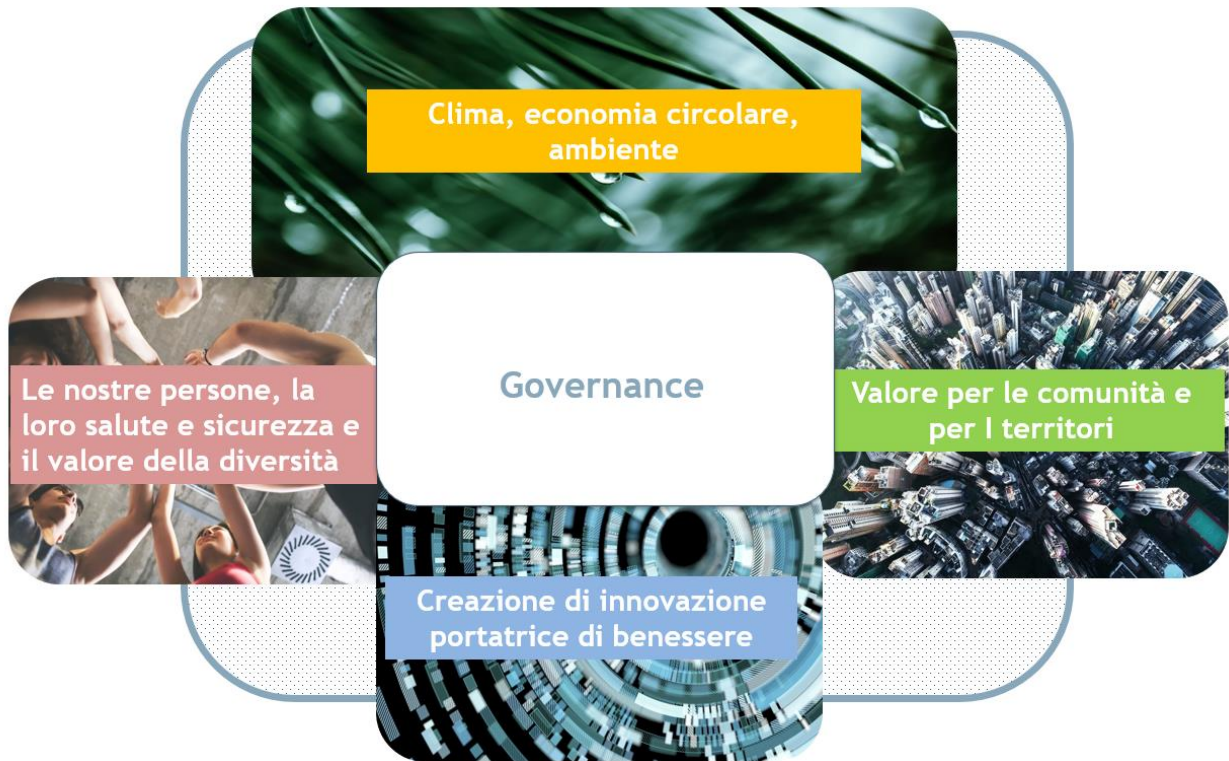 Clima, economia circolare,
ambiente
Le nostre persone, la
loro salute e sicurezza e
il valore della diversità
Governance
Valore per le comunità e
per I territori
Creazione di innovazione
portatrice di benessere